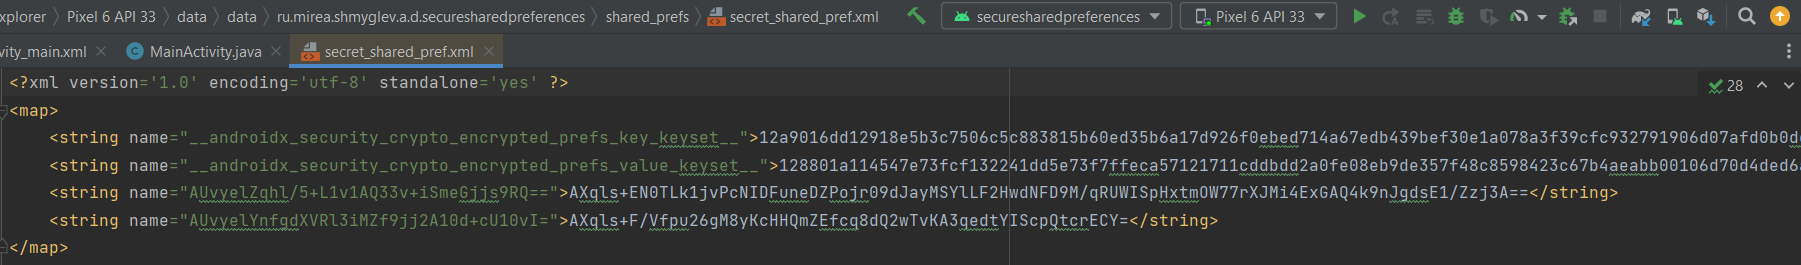 xplorer > Pixel 6 API 33 > data > data > ru.mirea.shmyglev.a.d.securesharedpreferences > shared_prefs > secret_shared_pref.xml securesharedpreferences Pixel 6 API 33
vity_main.xml MainActivity.java secret_shared_pref.xml
<?xml version='1.0' encoding='utf-8' standalone='yes' ?>
28
<map>
<string name="__androidx_security_crypto_encrypted_prefs_key_keyset__">12a9016dd12918e5b3c7506c5c883815b60ed35b6a17d926f0ebed714a67edb439bef30e1a078a3f39cfc932791906d07afd0b0d
<string name="__androidx_security_crypto_encrypted_prefs_value_keyset__">128801a114547e73fcf132241dd5e73f7ffeca57121711cddbdd2a0fe08eb9de357f48c8598423c67b4aeabb00106d70d4ded6
<string name="AUvyelZqhl/5+L1v1AQ33v+iSmeGjjs9RQ==">AXqls+EN0TLk1jvPcNIDFuneDZPojr09dJayMSYlLF2HwdNFD9M/qRUWISpHxtmOW77rXJMi4ExGAQ4k9nJgdsE1/Zzj3A==</string>
<string name="AUvyelYnfgdXVRl3iMZf9jj2A10d+cU10vI=">AXqls+F/Vfpu26gM8yKcHHQmZEfcq8dQ2wTvKA3qedtYIScpQtcrECY=</string>
</map>